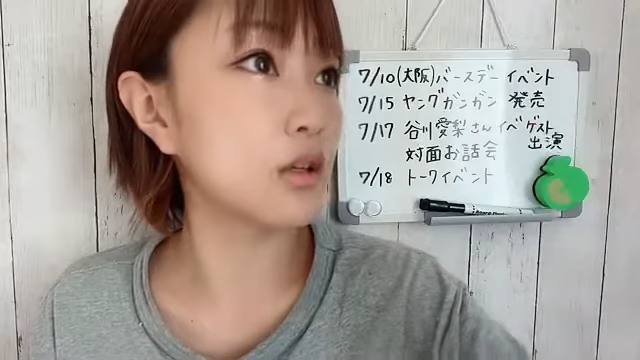 7/10(大阪)バースデーイベント
7/15 ヤングガンガン 発売
7/17 谷川愛梨さんイベ ゲスト出演
対面お話会
7/18 トークイベント